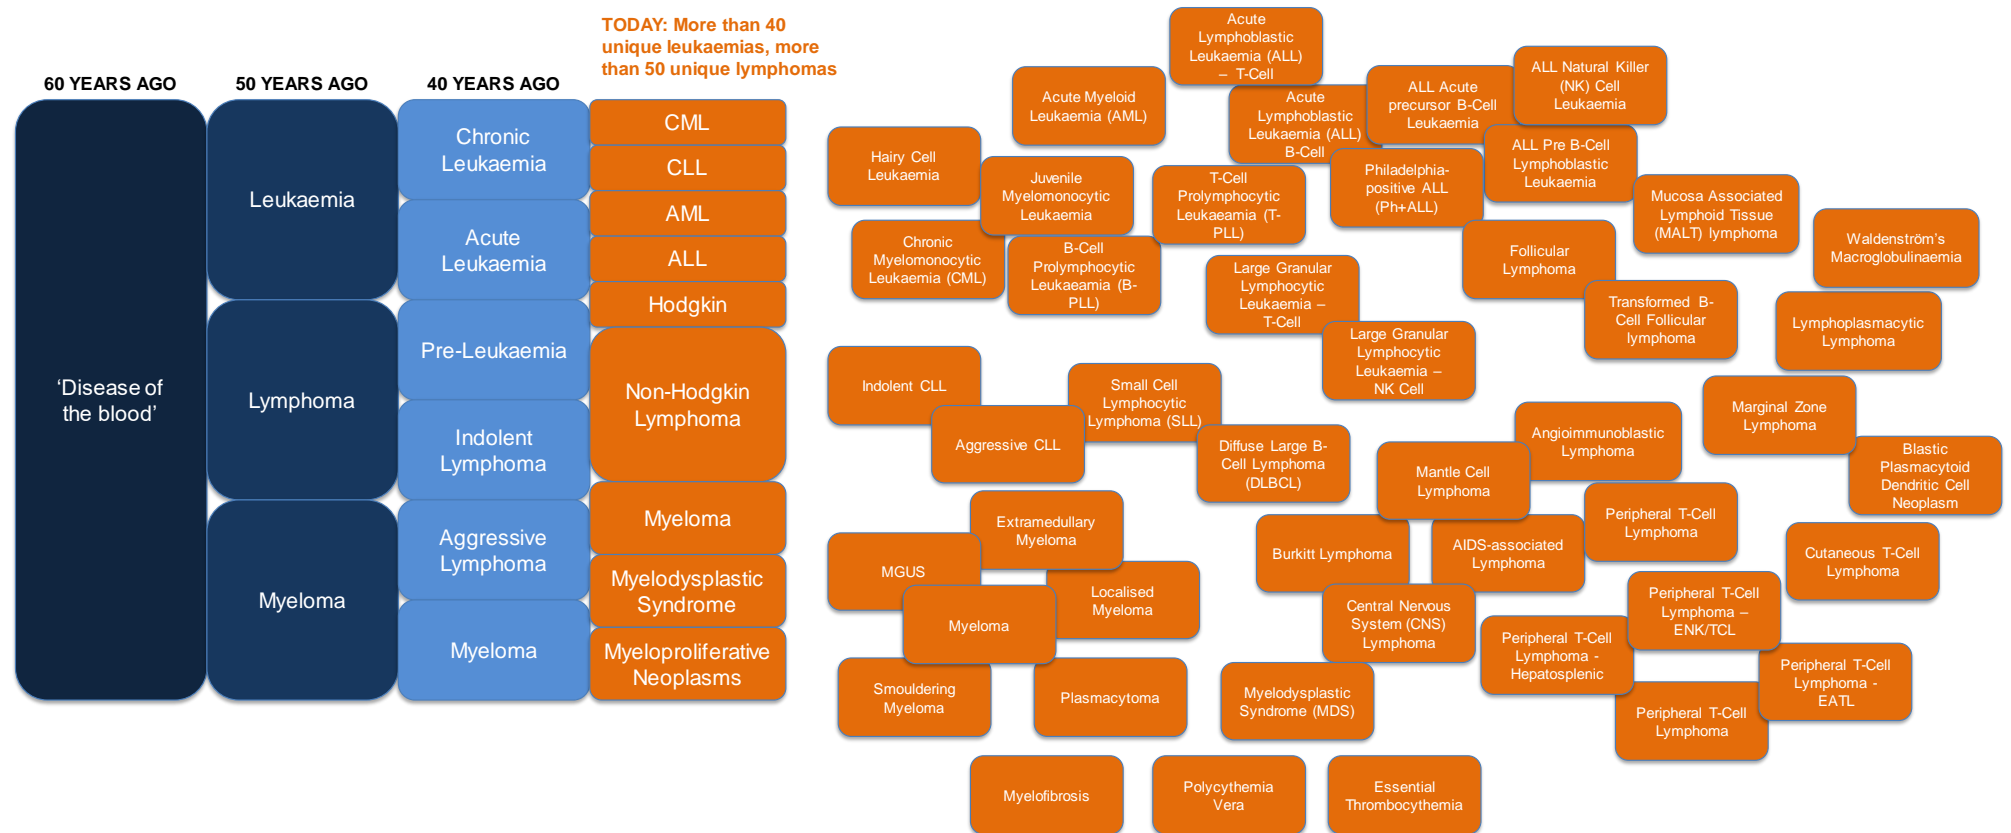 TODAY: More than 40
unique leukaemias, more
than 50 unique lymphomas
60 YEARS AGO
50 YEARS AGO
40 YEARS AGO
‘Disease of
the blood’
Leukaemia
Lymphoma
Myeloma
Chronic
Leukaemia
Acute
Leukaemia
Pre-Leukaemia
Indolent
Lymphoma
Aggressive
Lymphoma
Myeloma
CML
CLL
AML
ALL
Hodgkin
Non-Hodgkin
Lymphoma
Myeloma
Myelodysplastic
Syndrome
Myeloproliferative
Neoplasms
Acute
Lymphoblastic
Leukaemia (ALL)
– T-Cell
Acute Myeloid
Leukaemia (AML)
Acute
Lymphoblastic
Leukaemia (ALL)
B-Cell
ALL Acute
precursor B-Cell
Leukaemia
ALL Natural Killer
(NK) Cell
Leukaemia
Hairy Cell
Leukaemia
Juvenile
Myelomonocytic
Leukaemia
T-Cell
Prolymphocytic
Leukaeamia (T-
PLL)
Philadelphia-
positive ALL
(Ph+ALL)
ALL Pre B-Cell
Lymphoblastic
Leukaemia
Mucosa Associated
Lymphoid Tissue
(MALT) lymphoma
Waldenström’s
Macroglobulinaemia
Chronic
Myelomonocytic
Leukaemia (CML)
B-Cell
Prolymphocytic
Leukaeamia (B-
PLL)
Large Granular
Lymphocytic
Leukaemia –
T-Cell
Follicular
Lymphoma
Transformed B-
Cell Follicular
lymphoma
Lymphoplasmacytic
Lymphoma
Large Granular
Lymphocytic
Leukaemia –
NK Cell
Indolent CLL
Aggressive CLL
Small Cell
Lymphocytic
Lymphoma (SLL)
Diffuse Large B-
Cell Lymphoma
(DLBCL)
Mantle Cell
Lymphoma
Angioimmunoblastic
Lymphoma
Marginal Zone
Lymphoma
Blastic
Plasmacytoid
Dendritic Cell
Neoplasm
Extramedullary
Myeloma
MGUS
Localised
Myeloma
Myeloma
Burkitt Lymphoma
AIDS-associated
Lymphoma
Peripheral T-Cell
Lymphoma
Cutaneous T-Cell
Lymphoma
Central Nervous
System (CNS)
Lymphoma
Peripheral T-Cell
Lymphoma –
ENK/TCL
Peripheral T-Cell
Lymphoma -
Hepatosplenic
Peripheral T-Cell
Lymphoma -
EATL
Smouldering
Myeloma
Plasmacytoma
Myelodysplastic
Syndrome (MDS)
Peripheral T-Cell
Lymphoma
Myelofibrosis
Polycythemia
Vera
Essential
Thrombocythemia